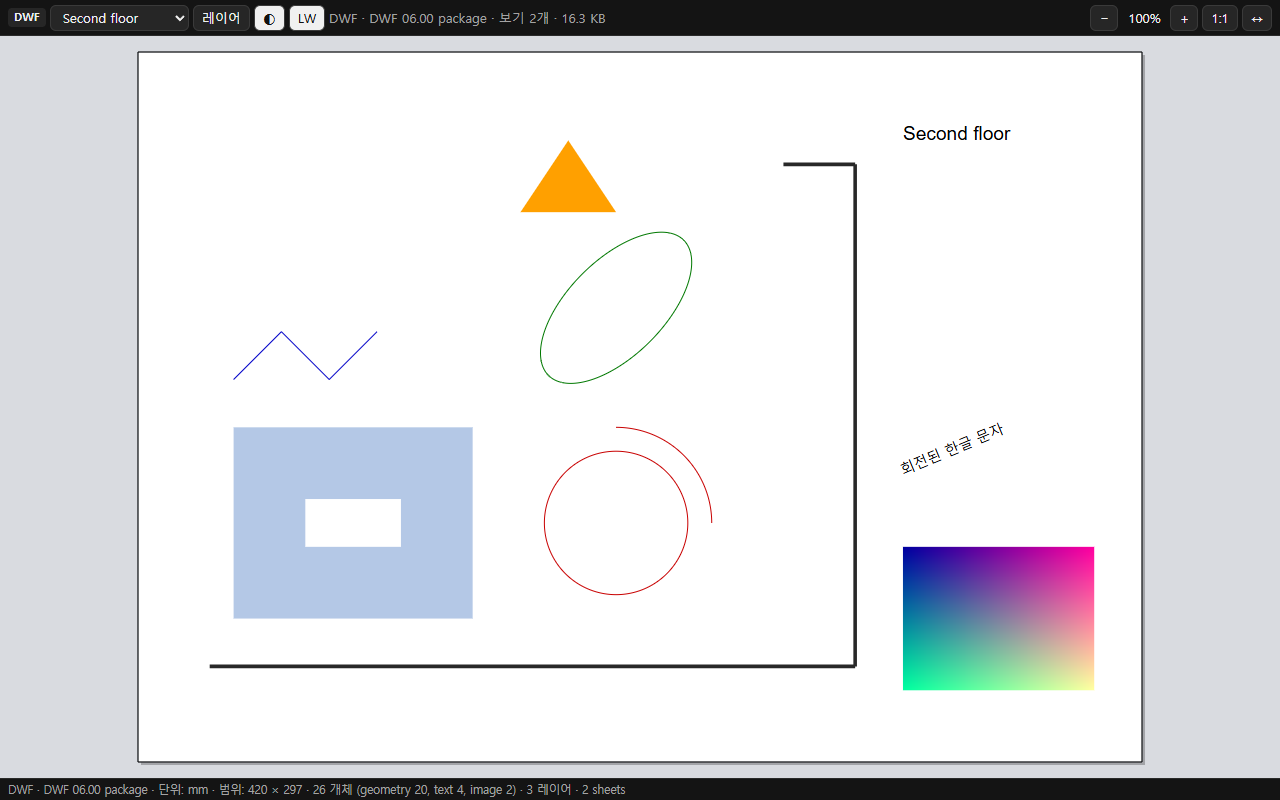 DWF Second floor 레이어 ◐ LW DWF · DWF 06.00 package · 보기 2개 · 16.3 KB − 100% + 1:1 ↔
Second floor
회전된 한글 문자
DWF · DWF 06.00 package · 단위: mm · 범위: 420 × 297 · 26 개체 (geometry 20, text 4, image 2) · 3 레이어 · 2 sheets